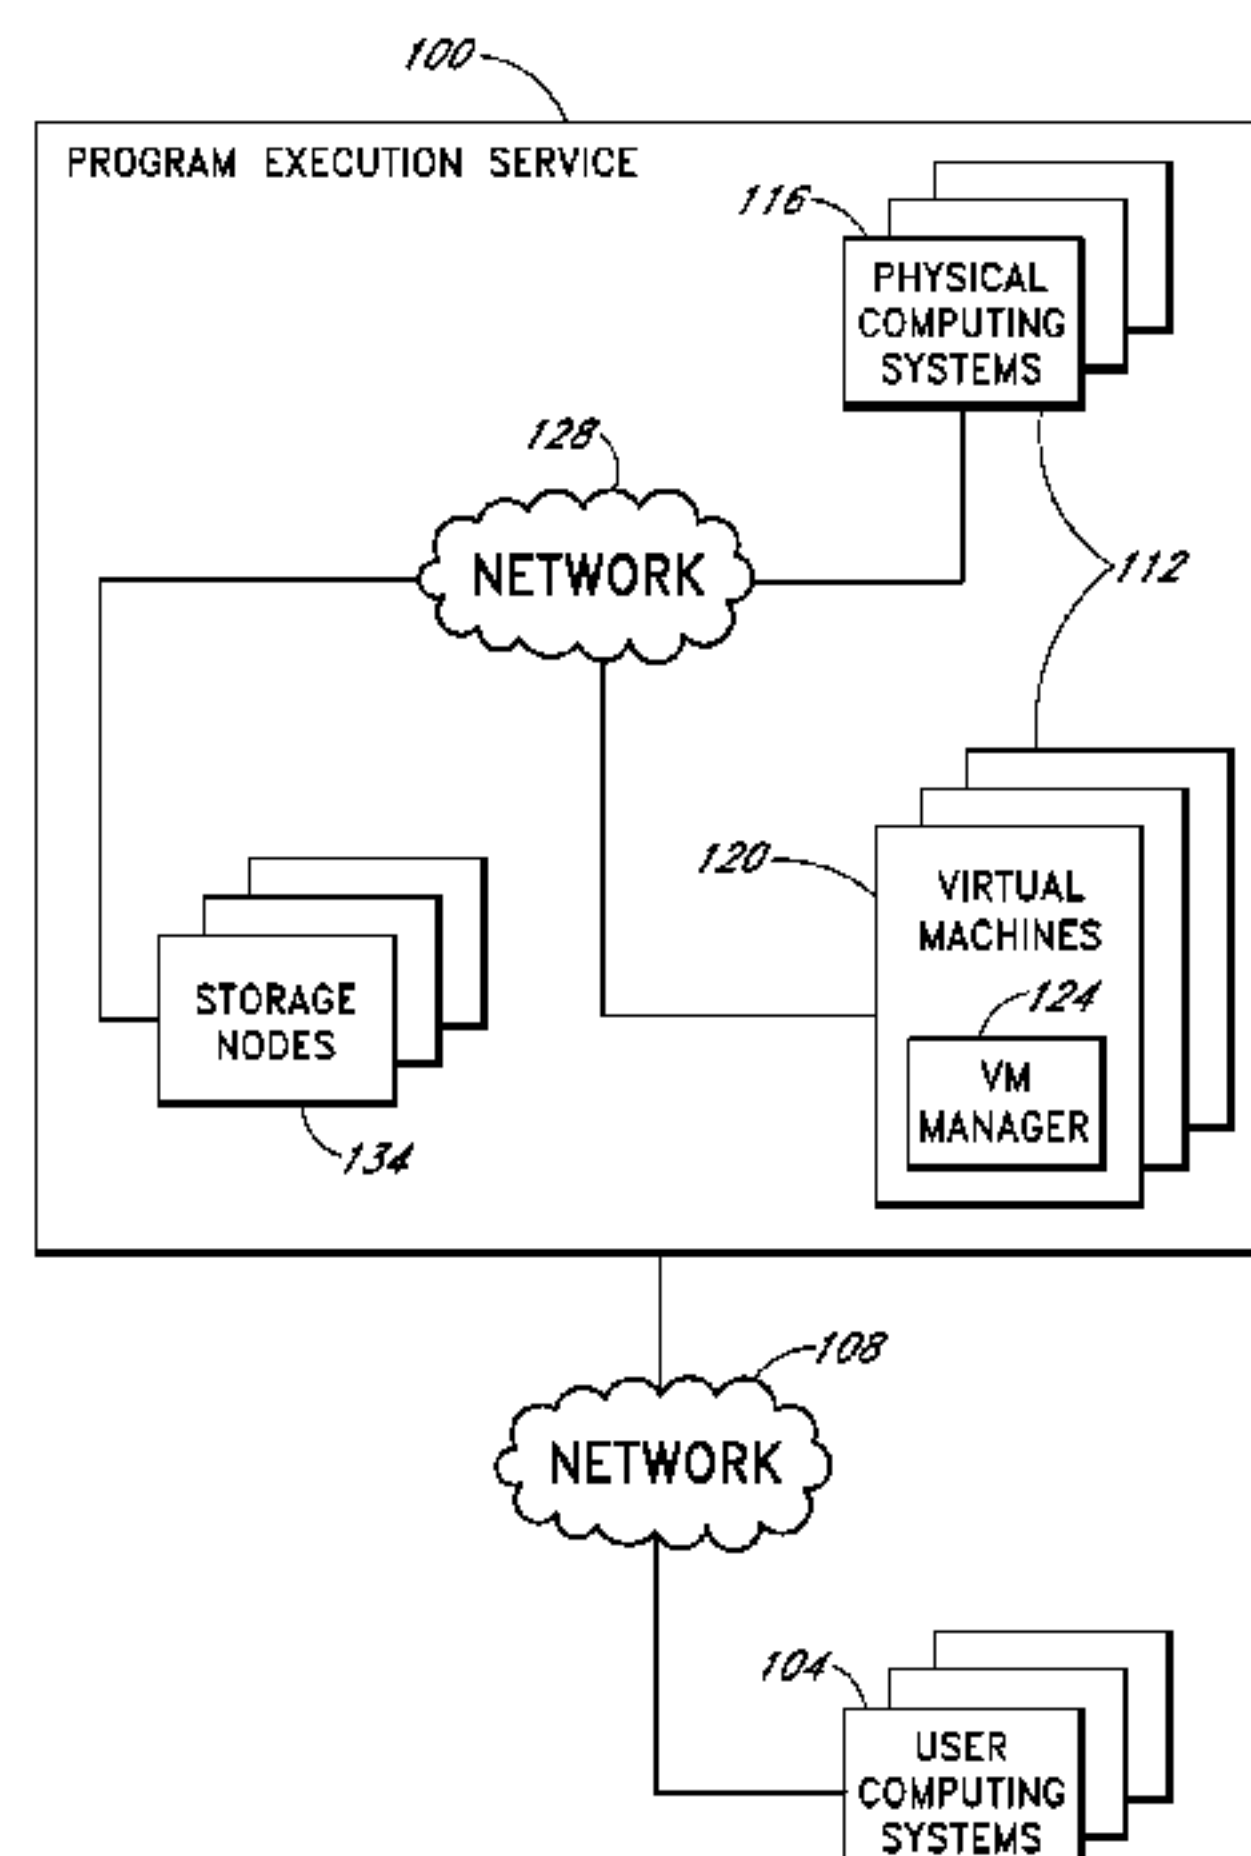 100
PROGRAM EXECUTION SERVICE
116
PHYSICAL
COMPUTING
SYSTEMS
128
NETWORK
112
120
VIRTUAL
MACHINES
124
VM
MANAGER
STORAGE
NODES
134
108
NETWORK
104
USER
COMPUTING
SYSTEMS